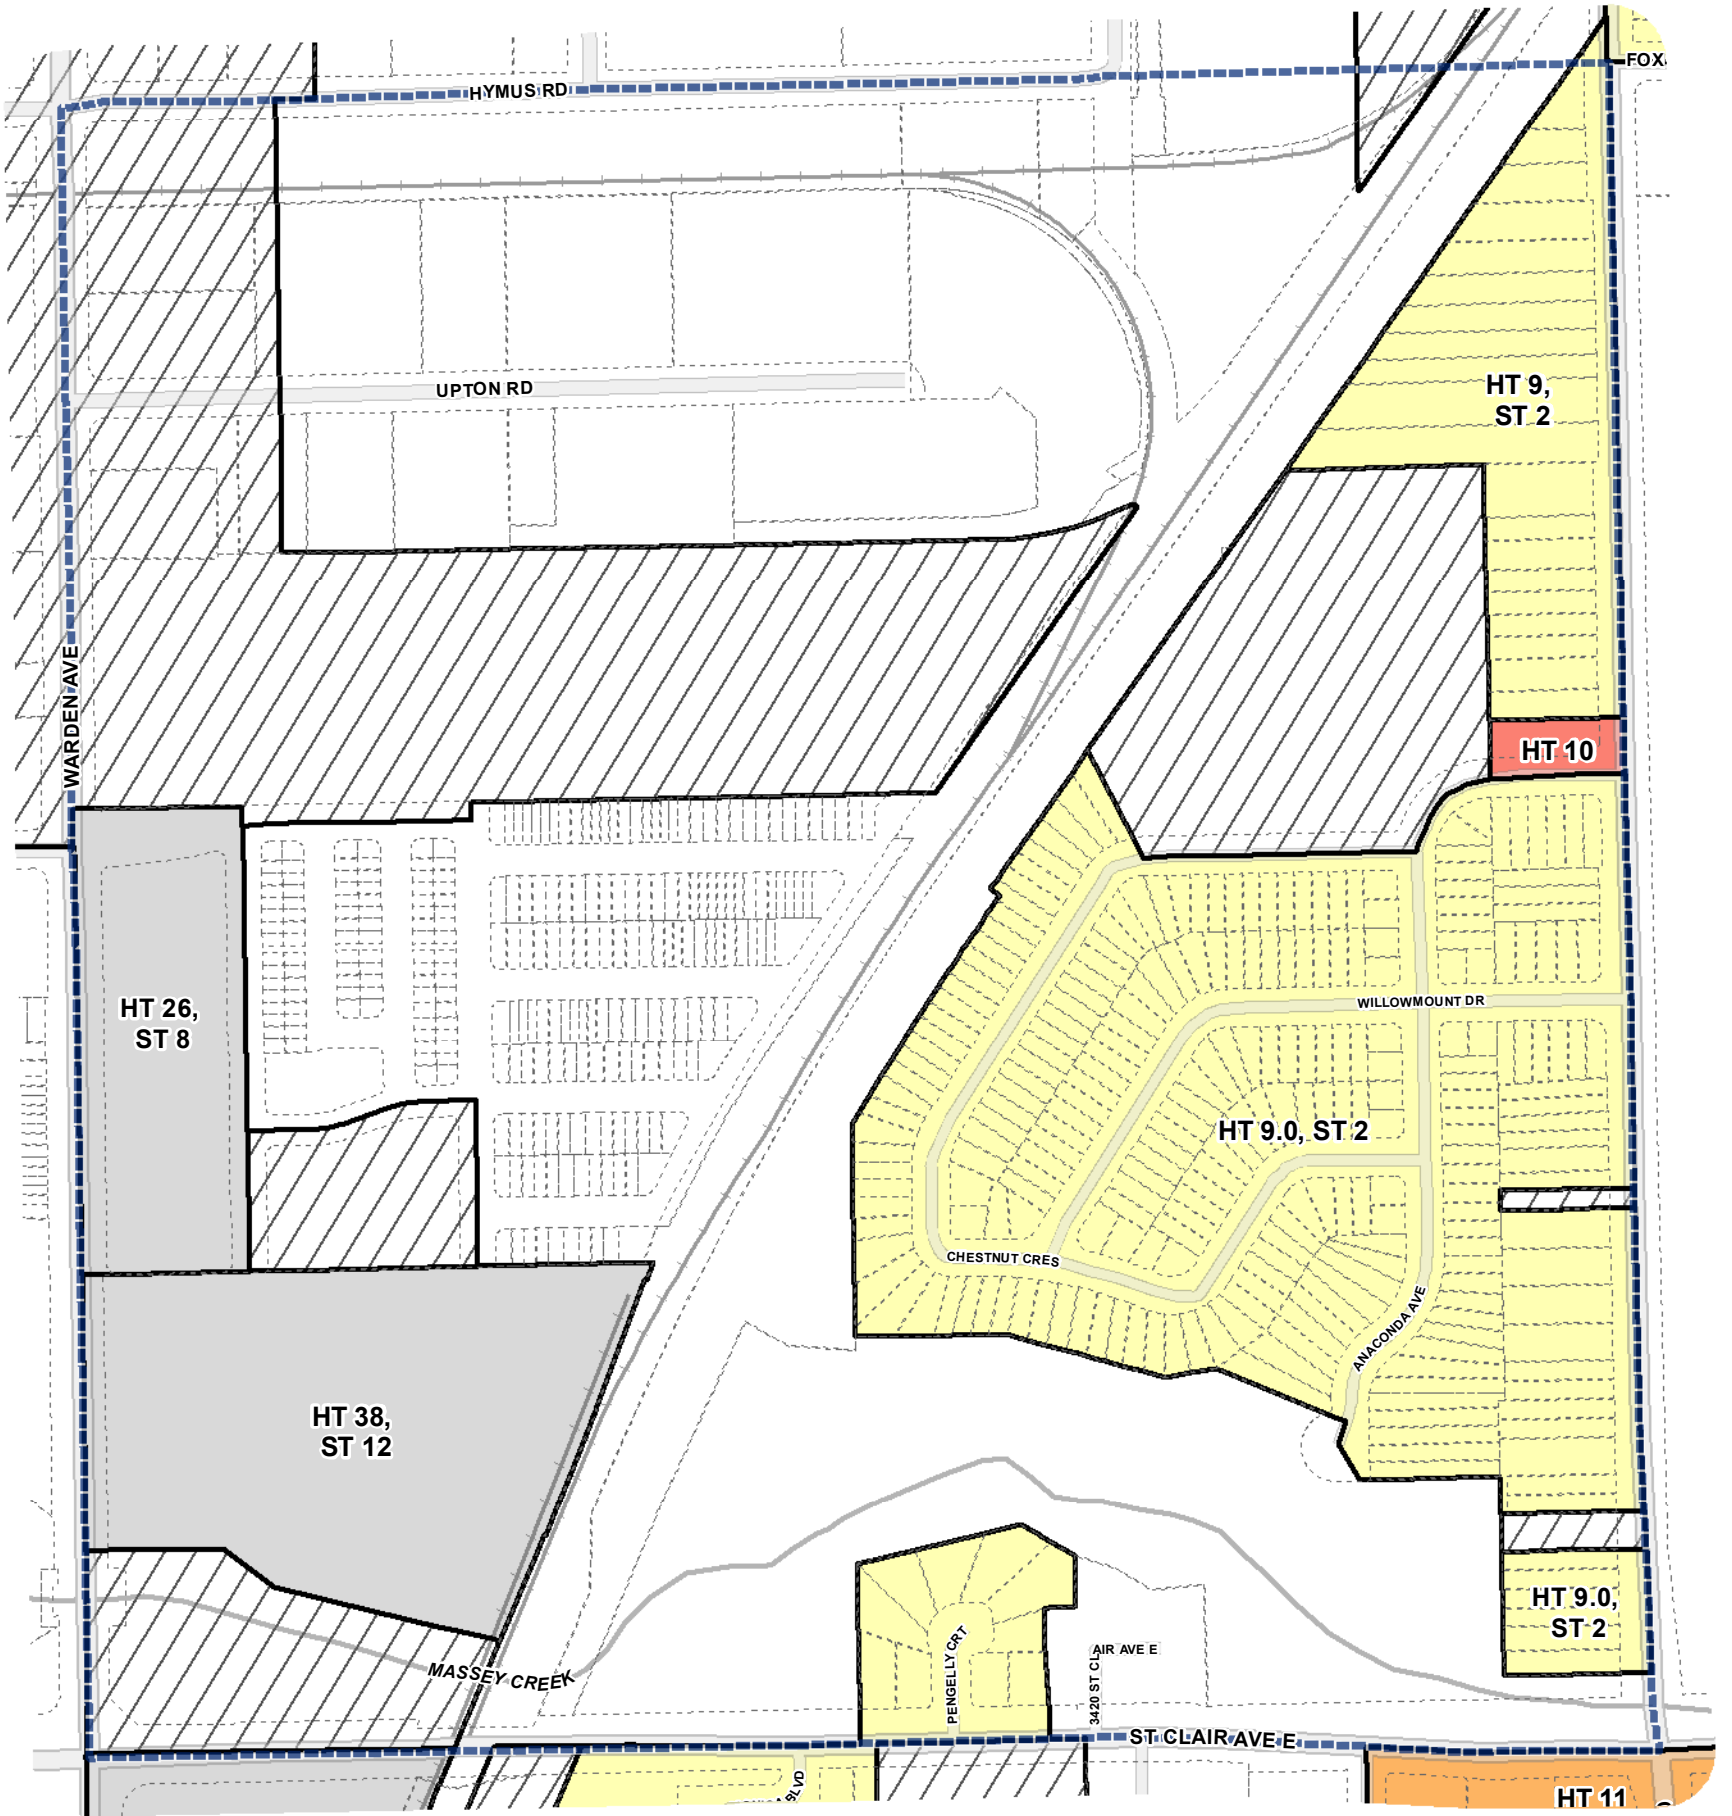 FOX
HYMUS RD
UPTON RD
HT 9,
ST 2
WARDEN AVE
HT 10
HT 26,
ST 8
WILLOWMOUNT DR
HT 9.0, ST 2
CHESTNUT CRES
ANACONDA AVE
HT 38,
ST 12
HT 9.0,
ST 2
MASSEY CREEK
PENGELLY CRT
3420 ST CLAIR AVE E
ST CLAIR AVE E
BLVD
HT 11